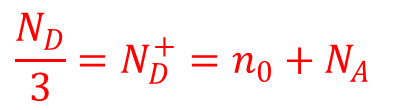 N_D/3 = N_D^+ = n_0 + N_A